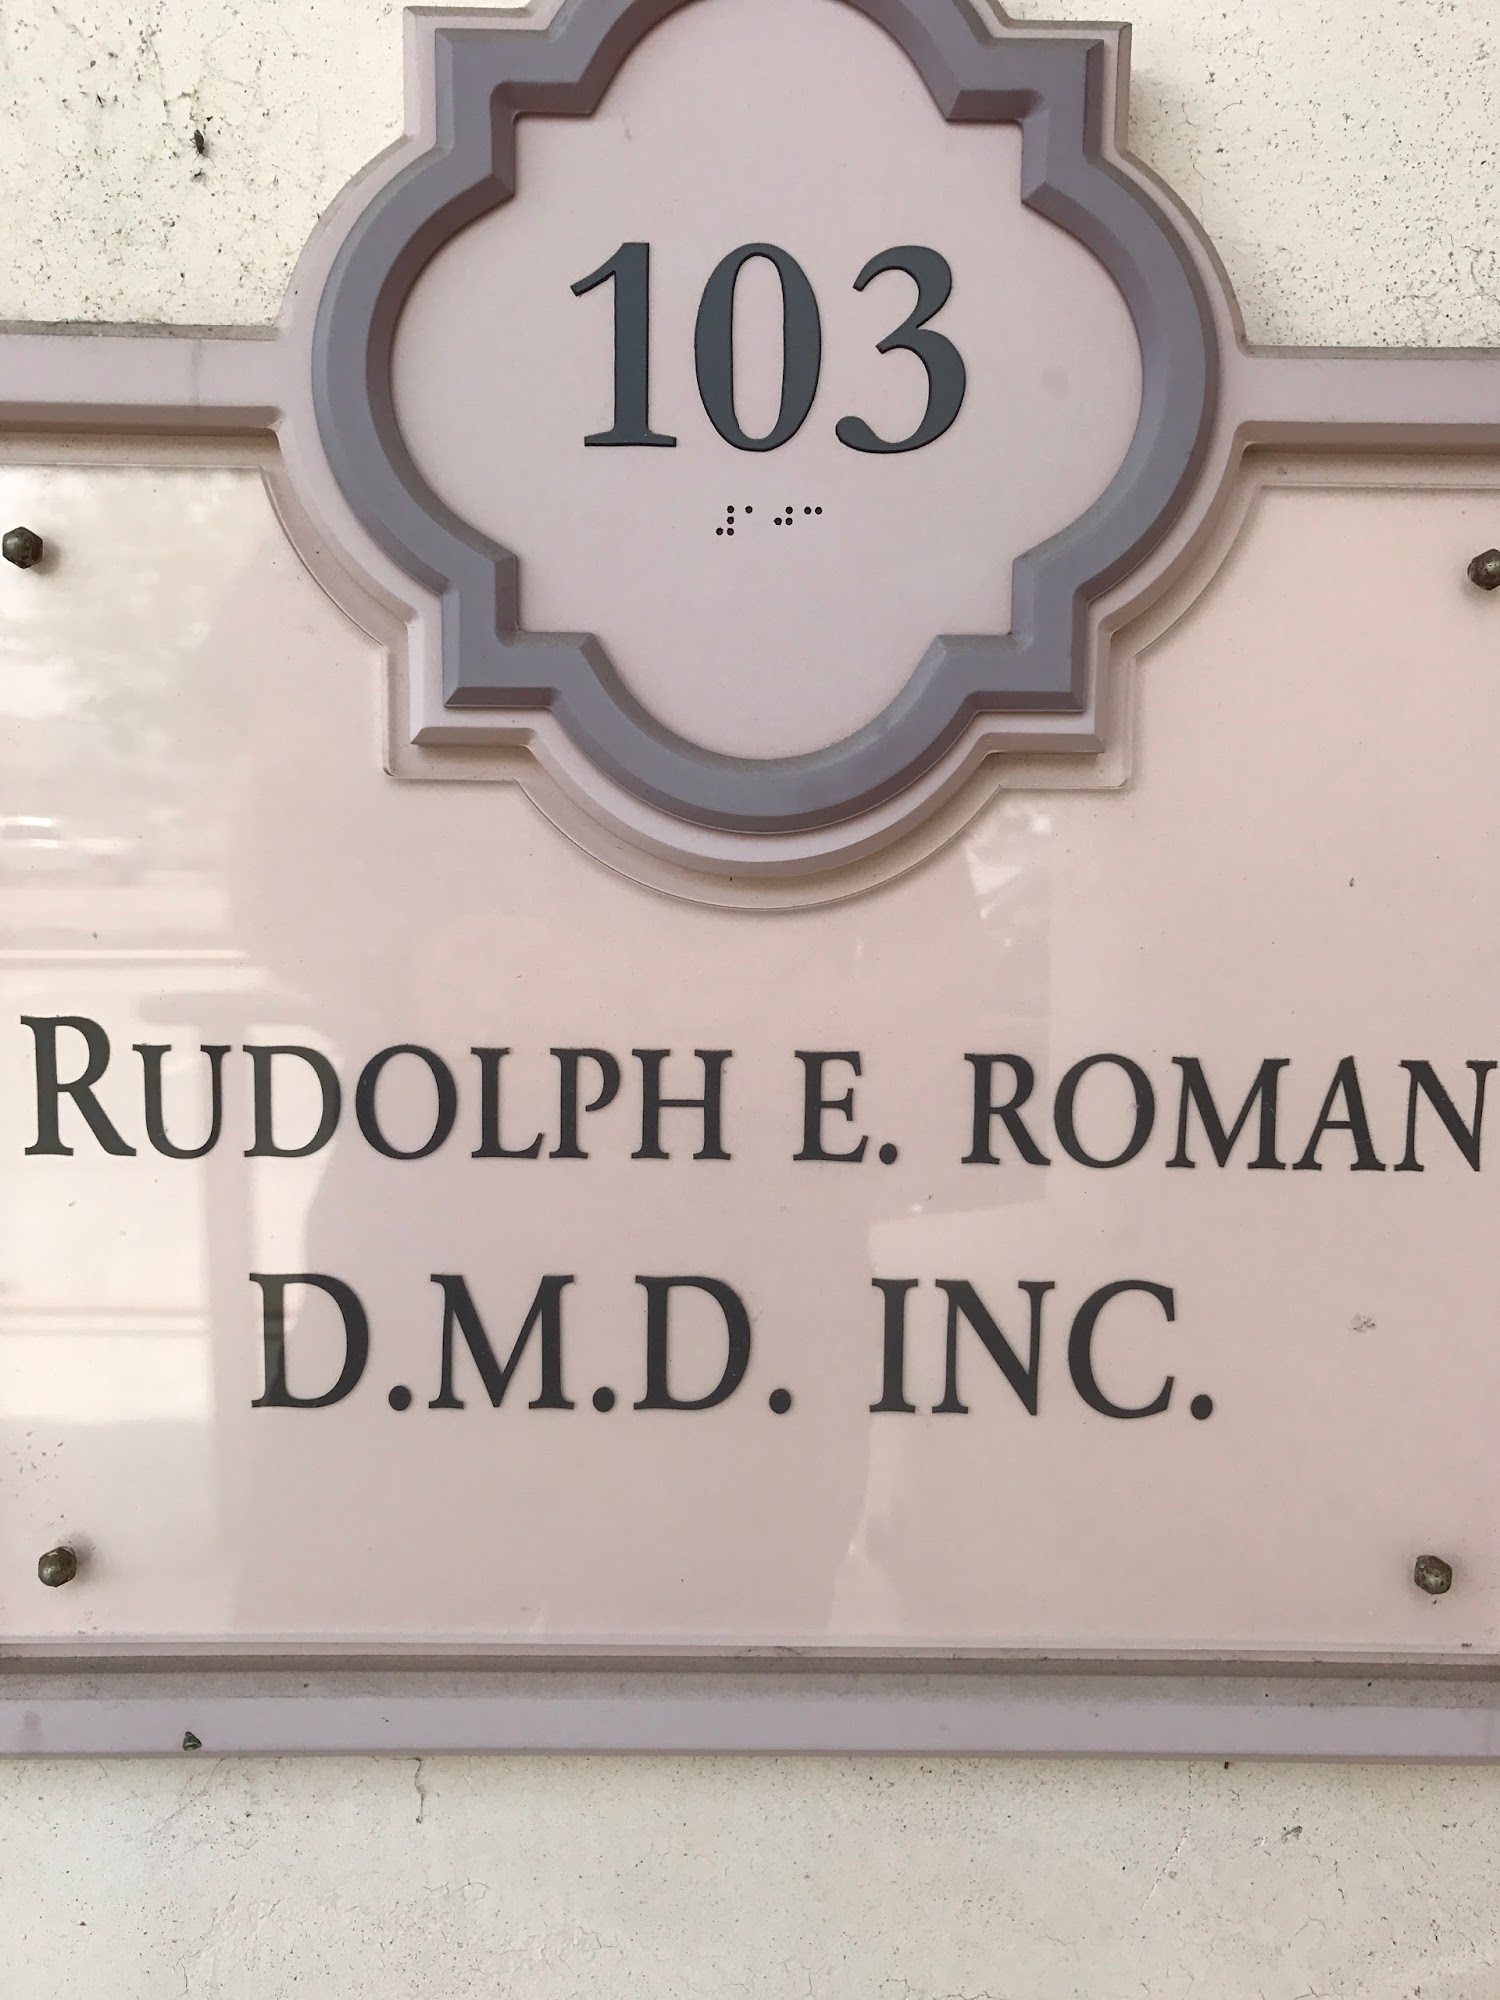 103
⠼⠁⠚⠉
RUDOLPH E. ROMAN
D.M.D. INC.